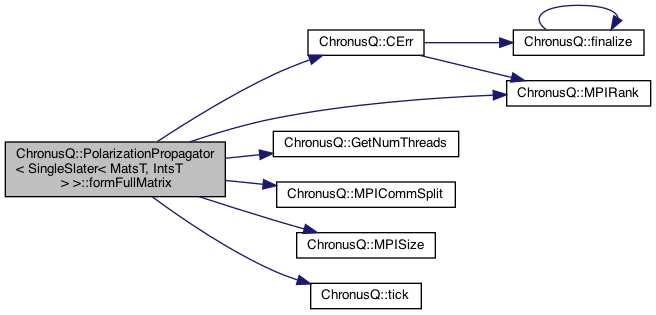 ChronusQ::PolarizationPropagator
< SingleSlater< MatsT, IntsT
> >::formFullMatrix
ChronusQ::CErr
ChronusQ::finalize
ChronusQ::MPIRank
ChronusQ::GetNumThreads
ChronusQ::MPICommSplit
ChronusQ::MPISize
ChronusQ::tick